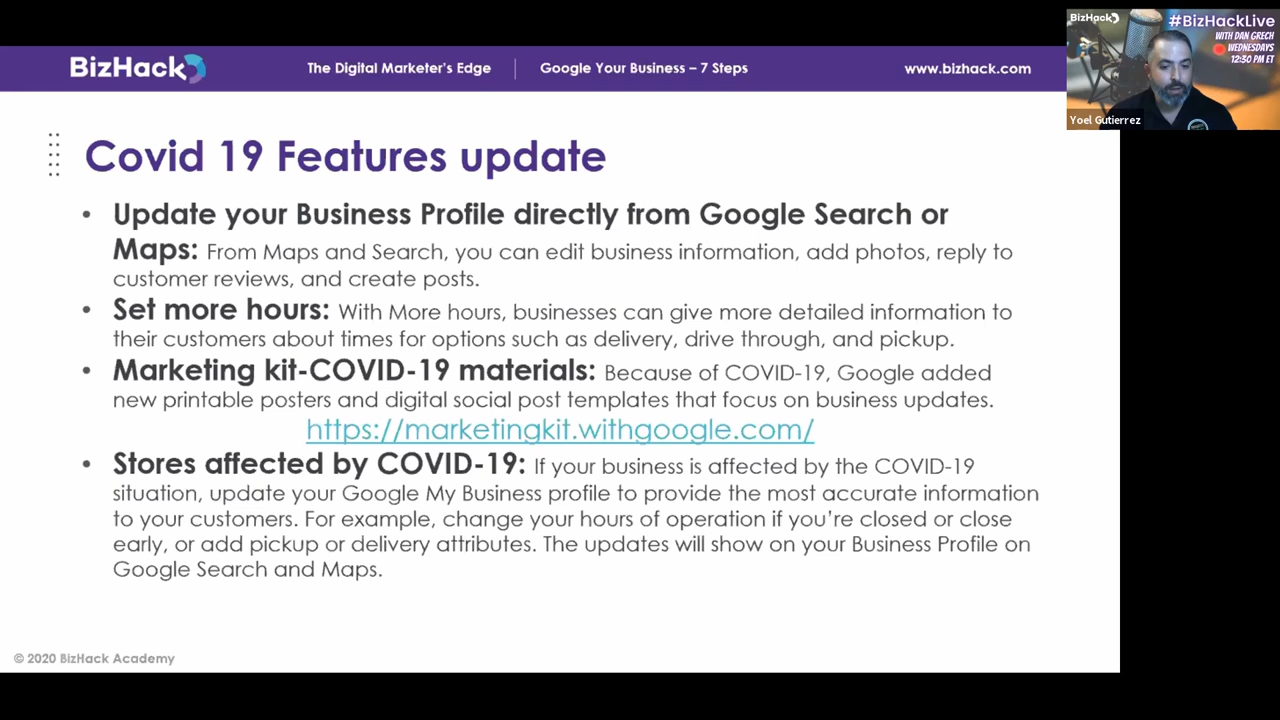 BizHack
The Digital Marketer's Edge
Google Your Business – 7 Steps
www.bizhack.com
BizHack
#BizHackLive
WITH DAN GRECH
WEDNESDAYS
12:30 PM ET
Yoel Gutierrez
Covid 19 Features update
• Update your Business Profile directly from Google Search or
Maps: From Maps and Search, you can edit business information, add photos, reply to
customer reviews, and create posts.
• Set more hours: With More hours, businesses can give more detailed information to
their customers about times for options such as delivery, drive through, and pickup.
• Marketing kit-COVID-19 materials: Because of COVID-19, Google added
new printable posters and digital social post templates that focus on business updates.
https://marketingkit.withgoogle.com/
• Stores affected by COVID-19: If your business is affected by the COVID-19
situation, update your Google My Business profile to provide the most accurate information
to your customers. For example, change your hours of operation if you're closed or close
early, or add pickup or delivery attributes. The updates will show on your Business Profile on
Google Search and Maps.
© 2020 BizHack Academy